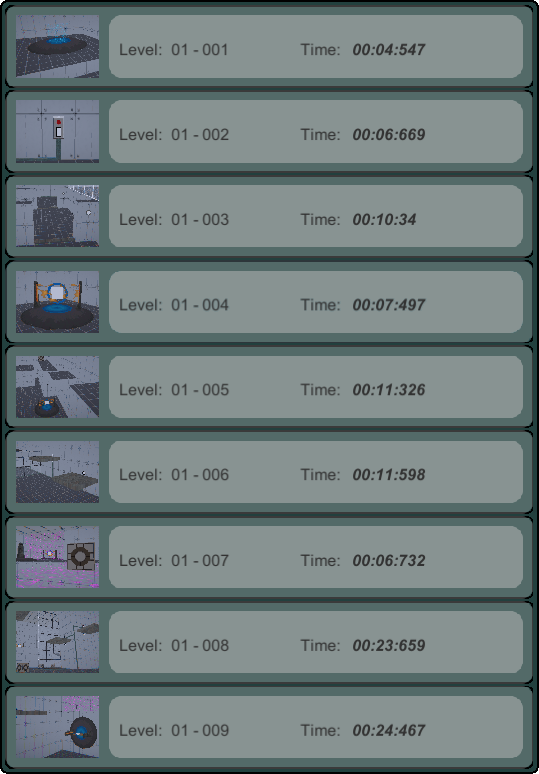 Level: 01 - 001 Time: 00:04:547
Level: 01 - 002 Time: 00:06:669
Level: 01 - 003 Time: 00:10:34
Level: 01 - 004 Time: 00:07:497
Level: 01 - 005 Time: 00:11:326
Level: 01 - 006 Time: 00:11:598
Level: 01 - 007 Time: 00:06:732
Level: 01 - 008 Time: 00:23:659
Level: 01 - 009 Time: 00:24:467